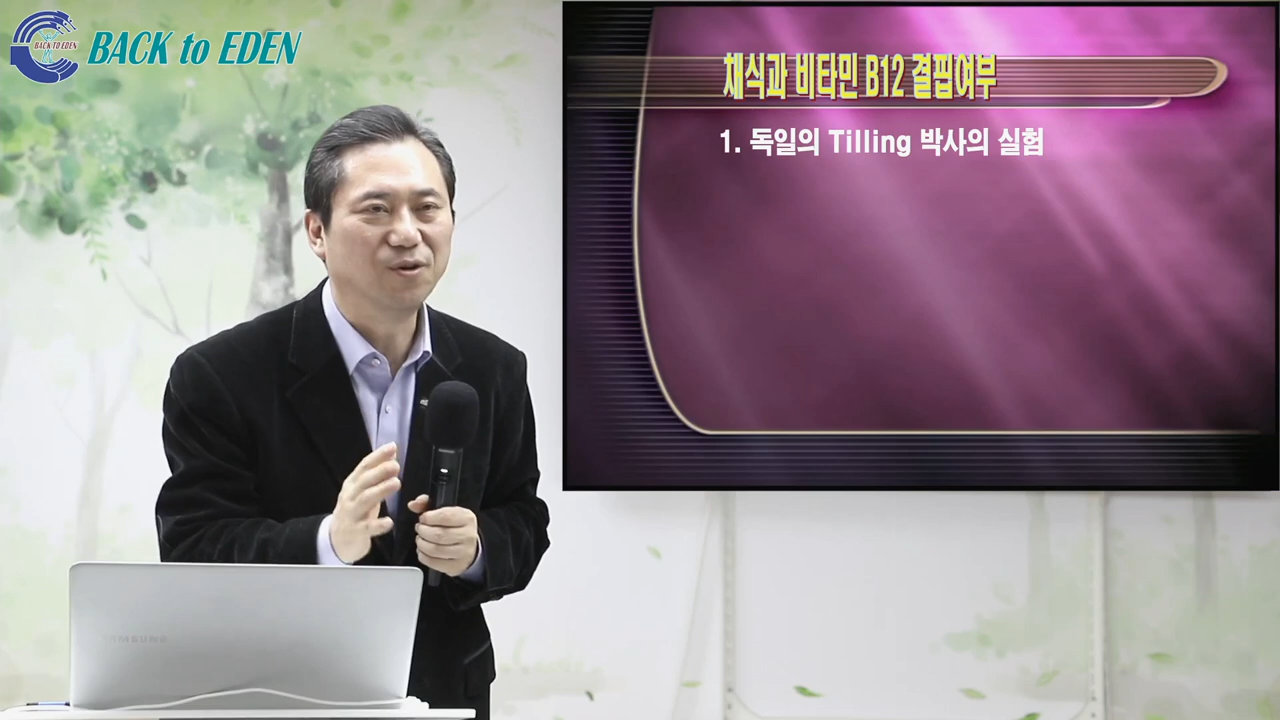 BACK TO EDEN
BACK to EDEN
채식과 비타민 B12 결핍여부
1. 독일의 Tilling 박사의 실험
SAMSUNG